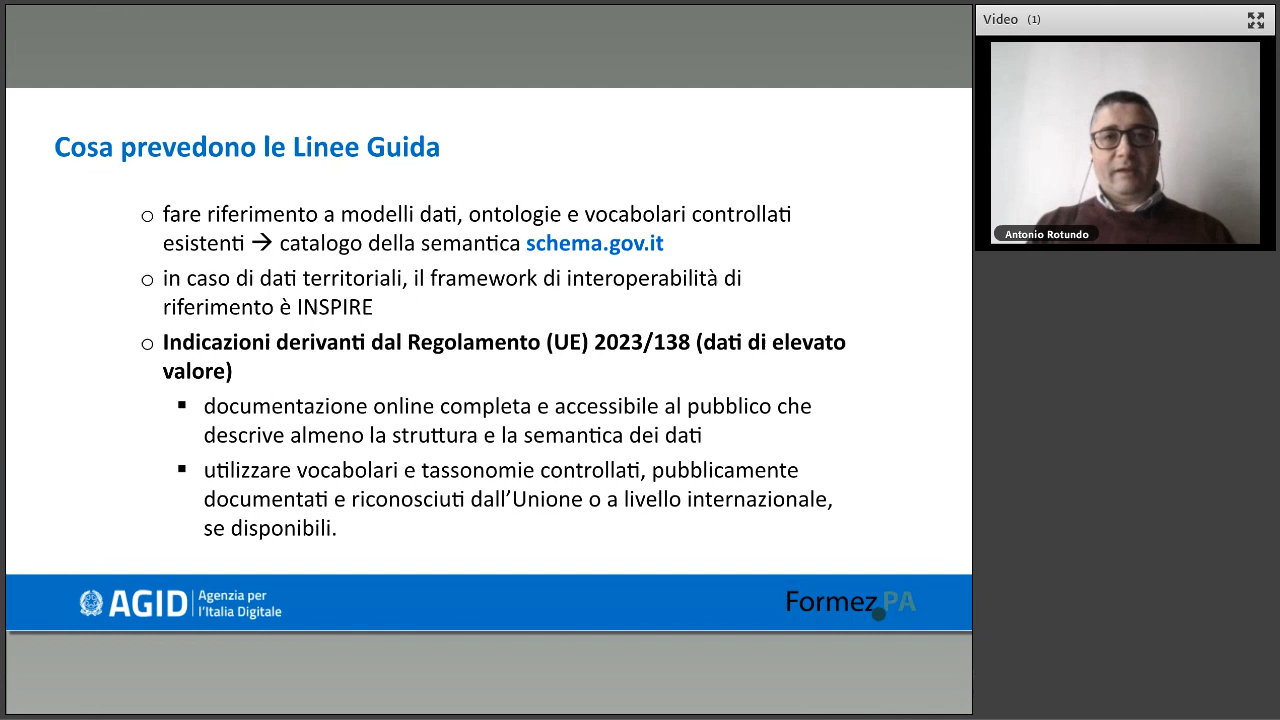 Cosa prevedono le Linee Guida
o fare riferimento a modelli dati, ontologie e vocabolari controllati
esistenti → catalogo della semantica schema.gov.it
o in caso di dati territoriali, il framework di interoperabilità di
riferimento è INSPIRE
o Indicazioni derivanti dal Regolamento (UE) 2023/138 (dati di elevato
valore)
▪ documentazione online completa e accessibile al pubblico che
descrive almeno la struttura e la semantica dei dati
▪ utilizzare vocabolari e tassonomie controllati, pubblicamente
documentati e riconosciuti dall'Unione o a livello internazionale,
se disponibili.
AGID Agenzia per
l'Italia Digitale
Formez PA
Video (1)
Antonio Rotundo